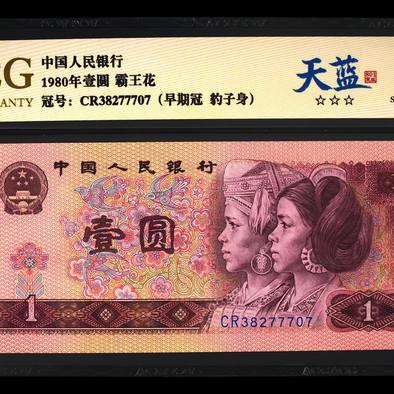 CG
RANTY
中国人民银行
1980年壹圆 霸王花
冠号：CR38277707（早期冠 豹子身）
天蓝
☆☆☆
S
中国人民银行
壹圆
1
1
CR38277707